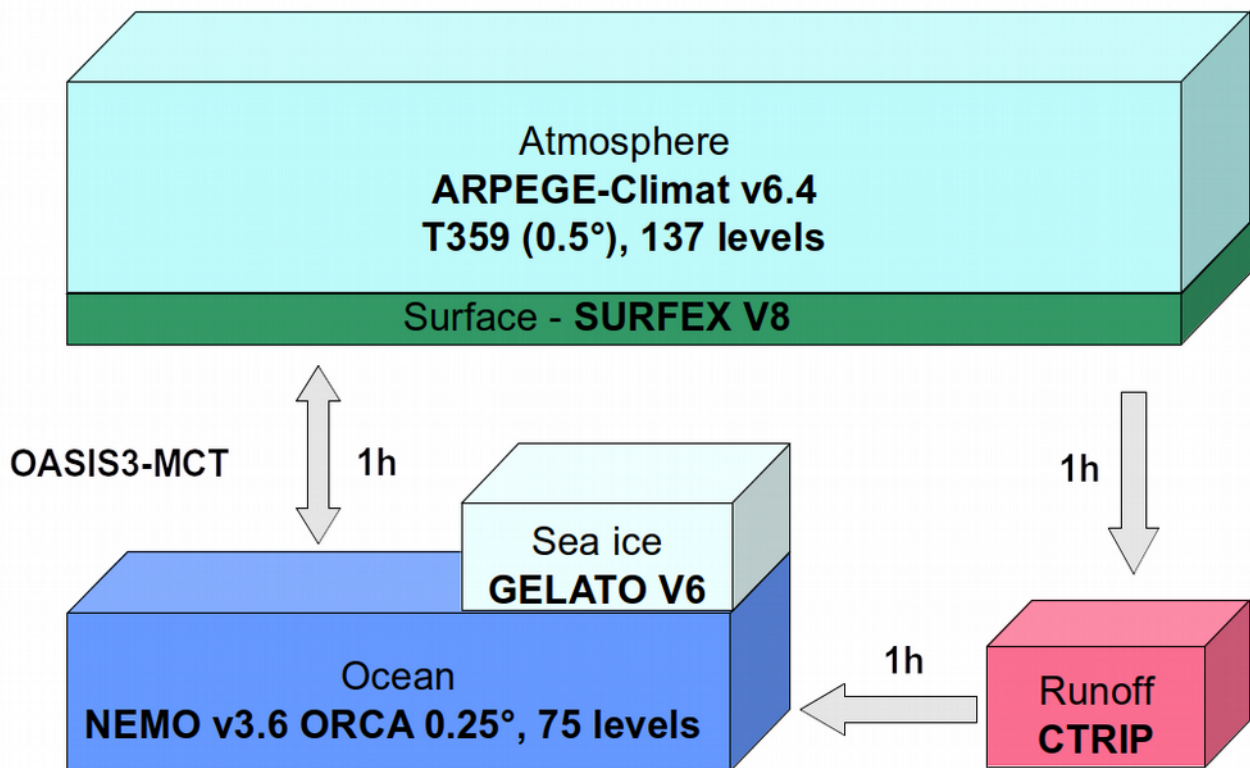 Atmosphere
ARPEGE-Climat v6.4
T359 (0.5°), 137 levels
Surface - SURFEX V8
OASIS3-MCT
1h
1h
Sea ice
GELATO V6
1h
Ocean
NEMO v3.6 ORCA 0.25°, 75 levels
Runoff
CTRIP